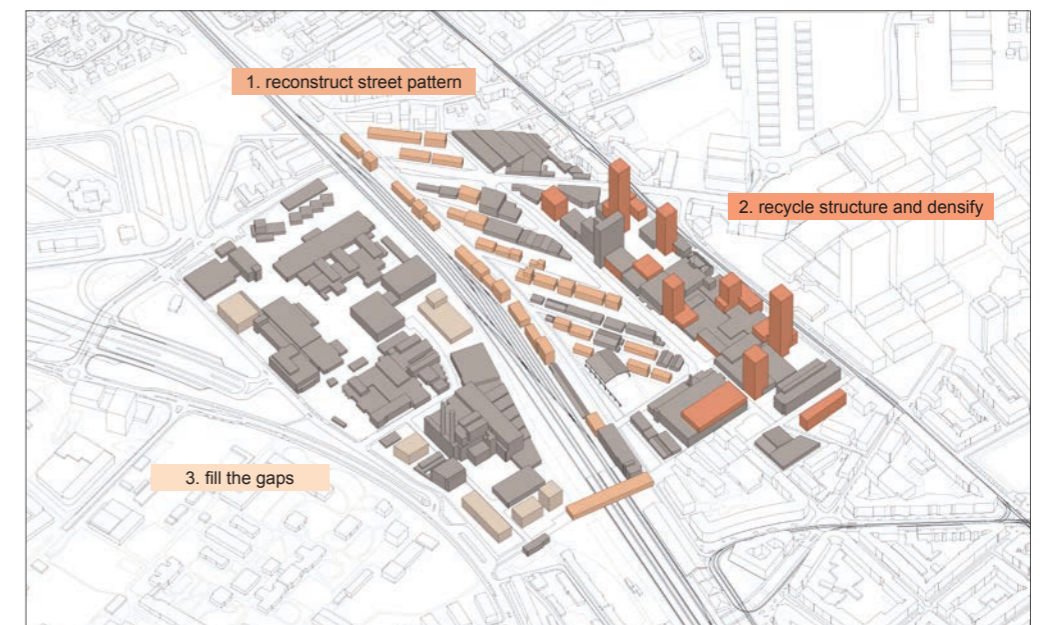 1. reconstruct street pattern
2. recycle structure and densify
3. fill the gaps